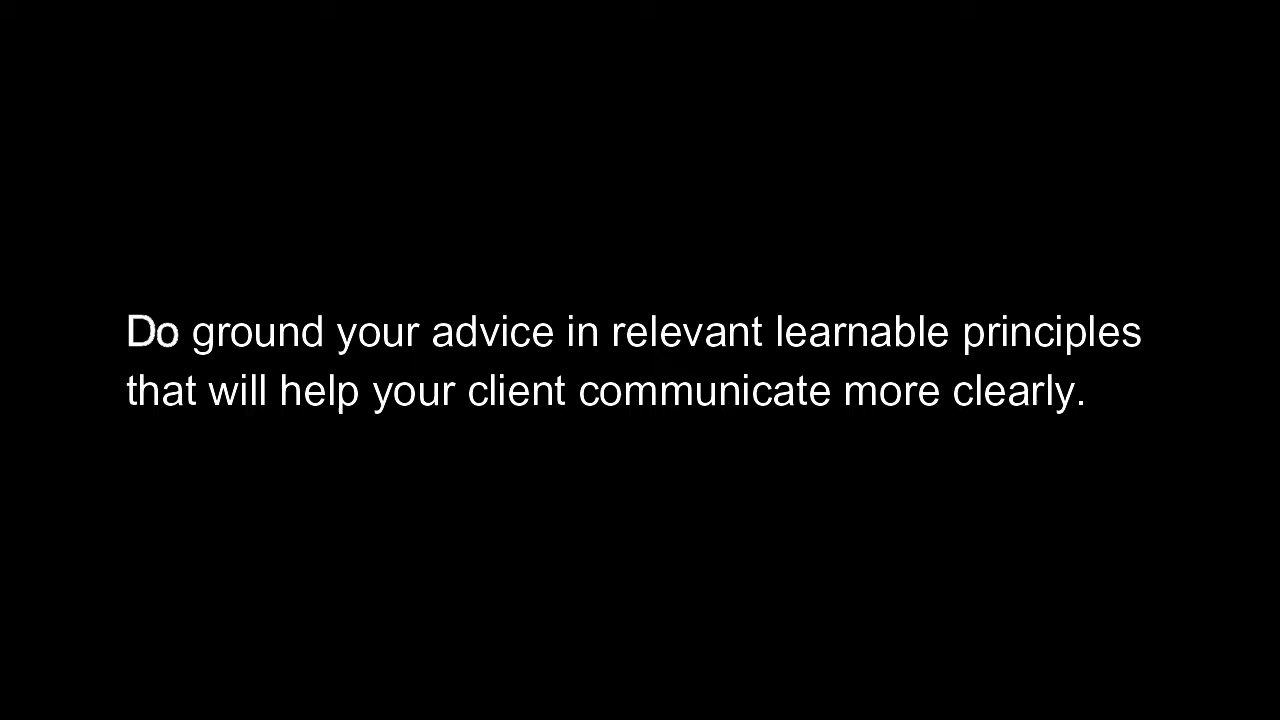 Do ground your advice in relevant learnable principles
that will help your client communicate more clearly.